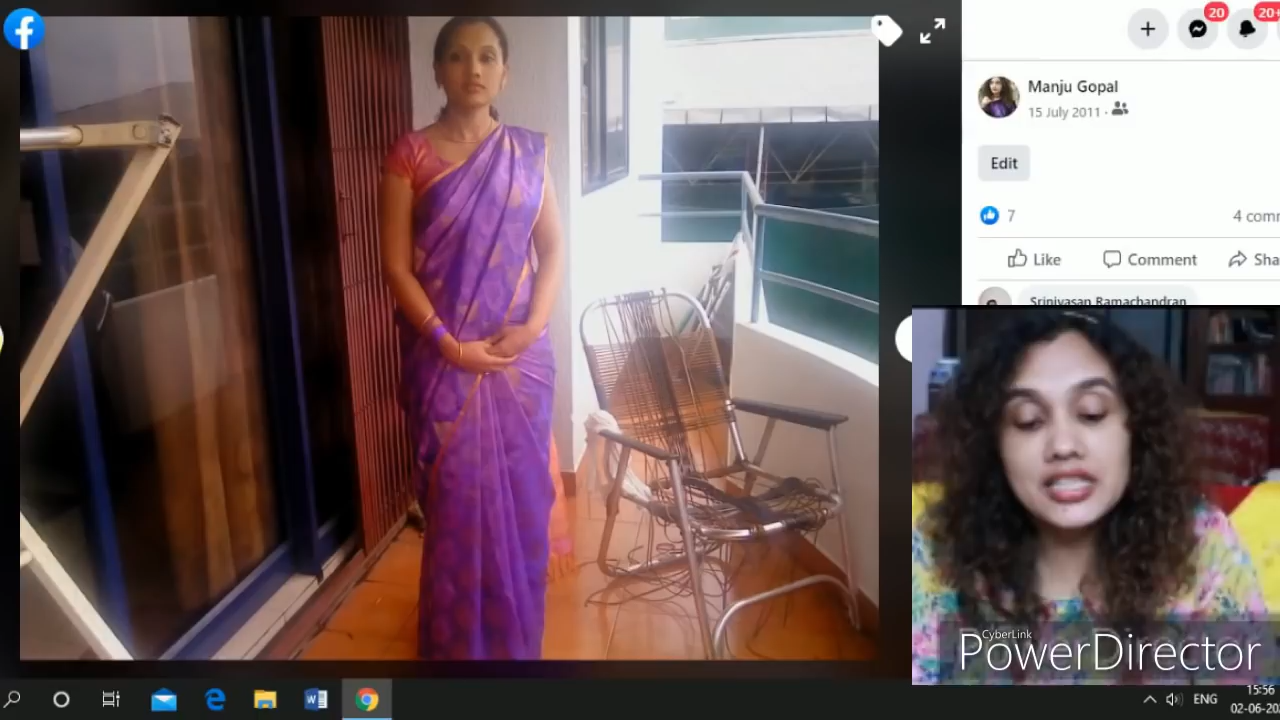 20
20+
Manju Gopal
15 July 2011 ·
Edit
7
4 comm
Like
Comment
Sha
Srinivasan Ramachandran
CyberLink
PowerDirector
ENG
15:56
02-06-20